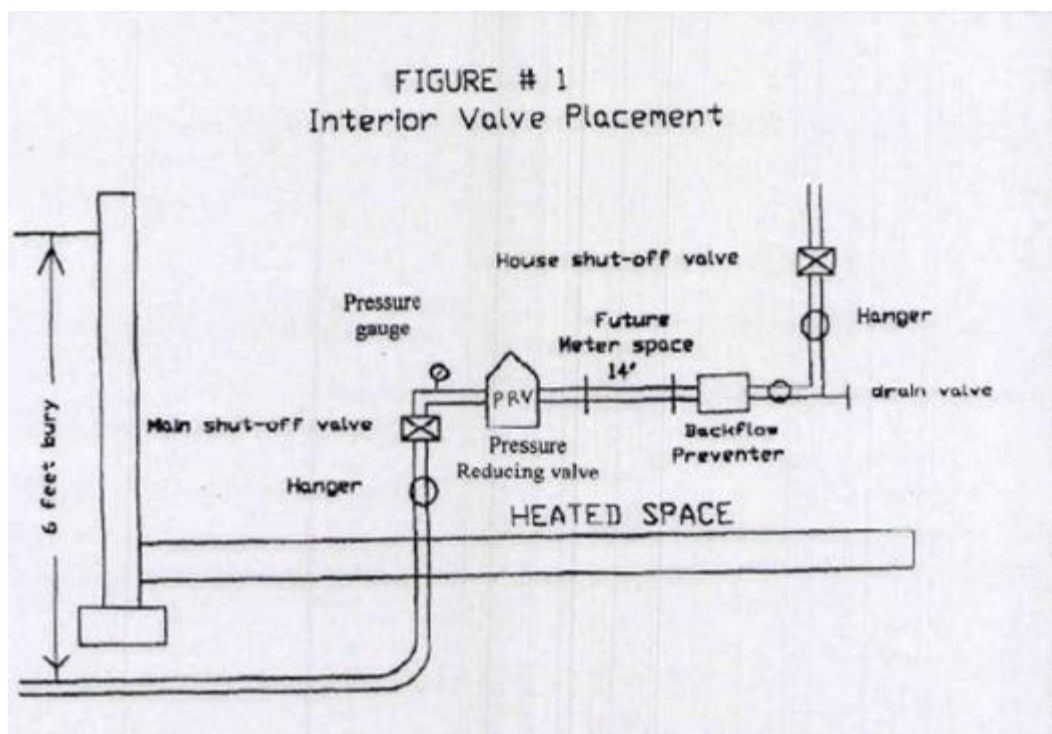 FIGURE # 1
Interior Valve Placement
House shut-off valve
Pressure
gauge
Future
Meter space
14"
Hanger
PRV
drain valve
Main shut-off valve
Backflow
Preventer
Pressure
Reducing valve
Hanger
HEATED SPACE
6 feet bury